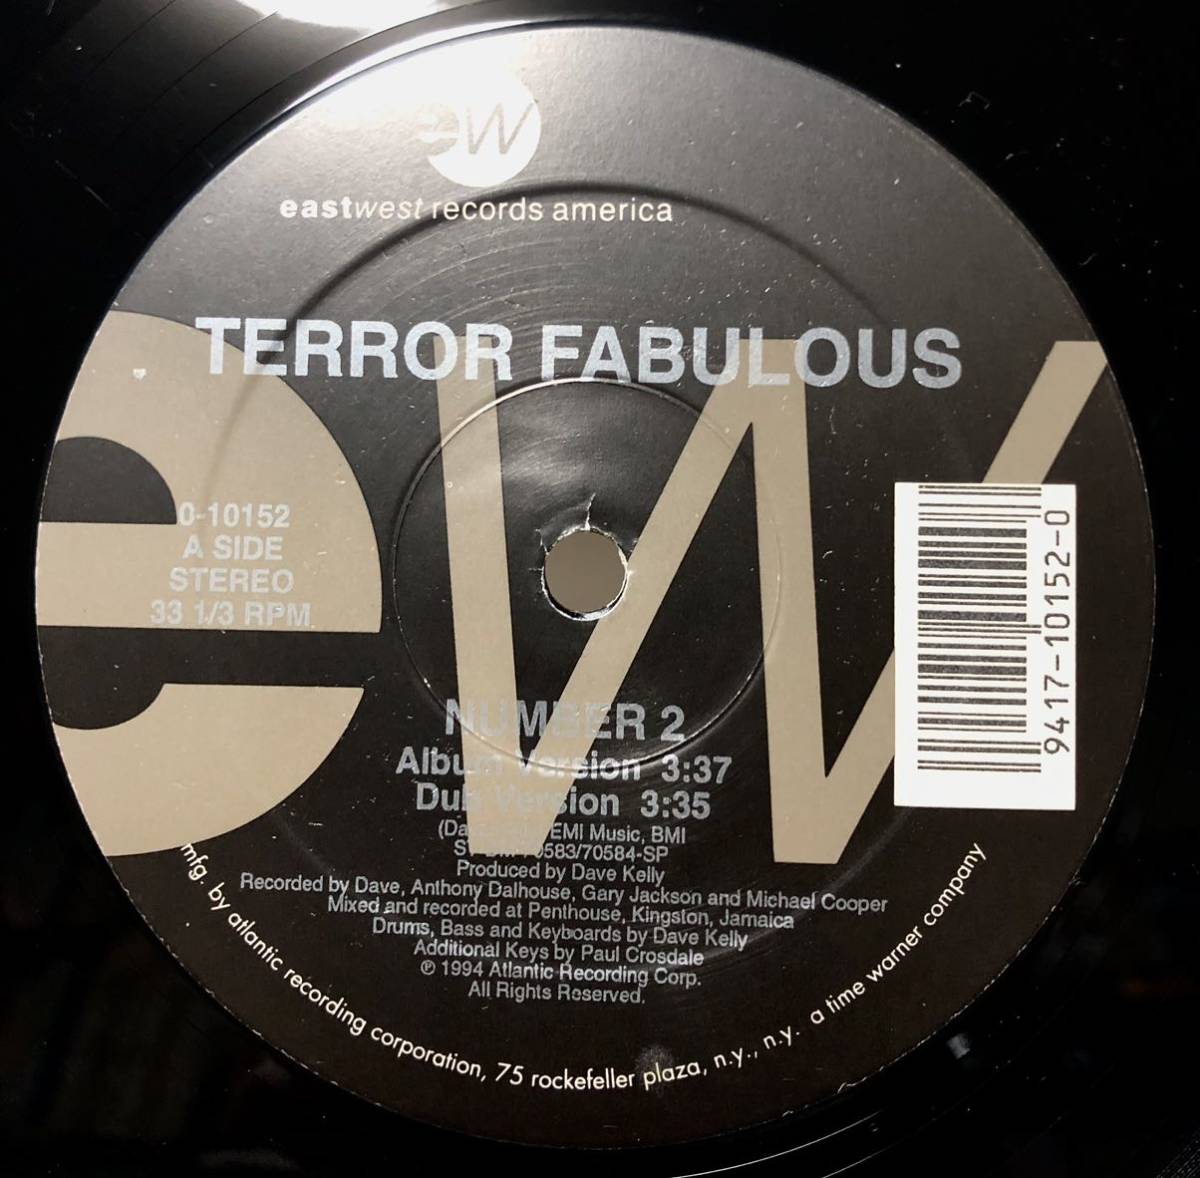 ew
eastwest records america
TERROR FABULOUS
ew
0-10152
A SIDE
STEREO
33 1/3 RPM
9417-10152-0
NUMBER 2
Album Version 3:37
Dub Version 3:35
EMI Music, BMI
70583/70584-SP
Produced by Dave Kelly
Recorded by Dave, Anthony Dalhouse, Gary Jackson and Michael Cooper
Mixed and recorded at Penthouse, Kingston, Jamaica
Drums, Bass and Keyboards by Dave Kelly
Additional Keys by Paul Crosdale
℗ 1994 Atlantic Recording Corp.
All Rights Reserved.
mfg. by atlantic recording corporation, 75 rockefeller plaza, n.y., n.y. a time warner company